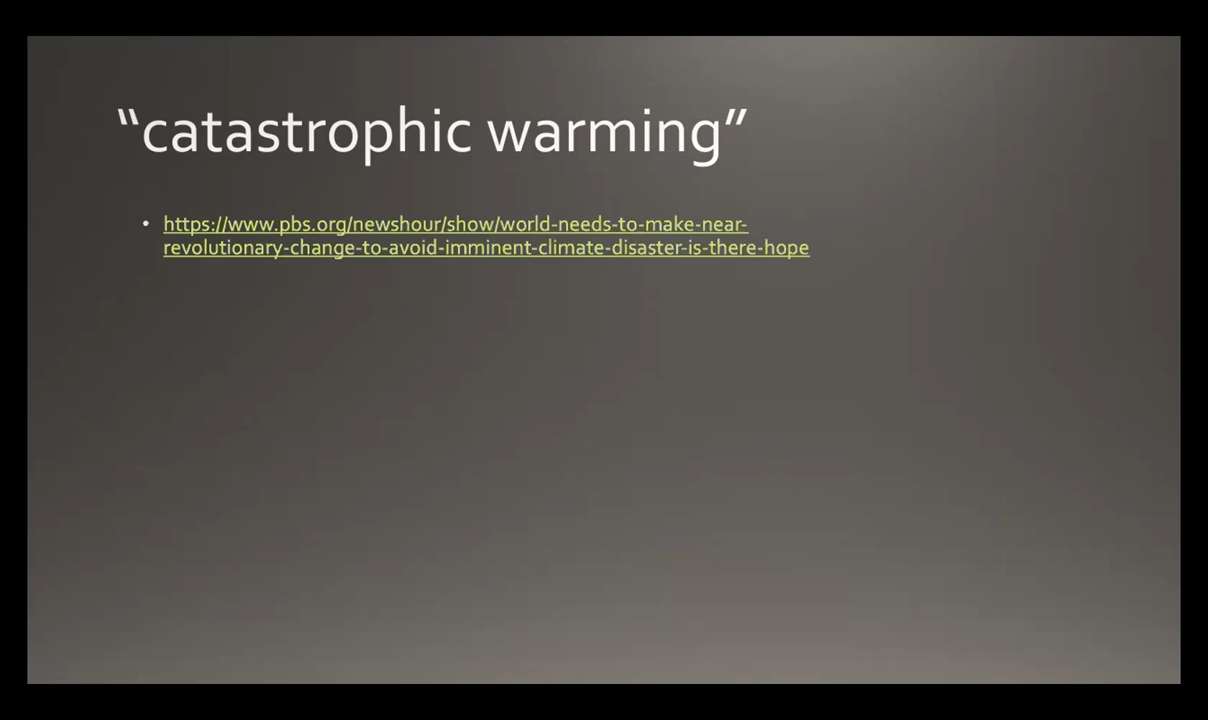 “catastrophic warming”
• https://www.pbs.org/newshour/show/world-needs-to-make-near-
revolutionary-change-to-avoid-imminent-climate-disaster-is-there-hope